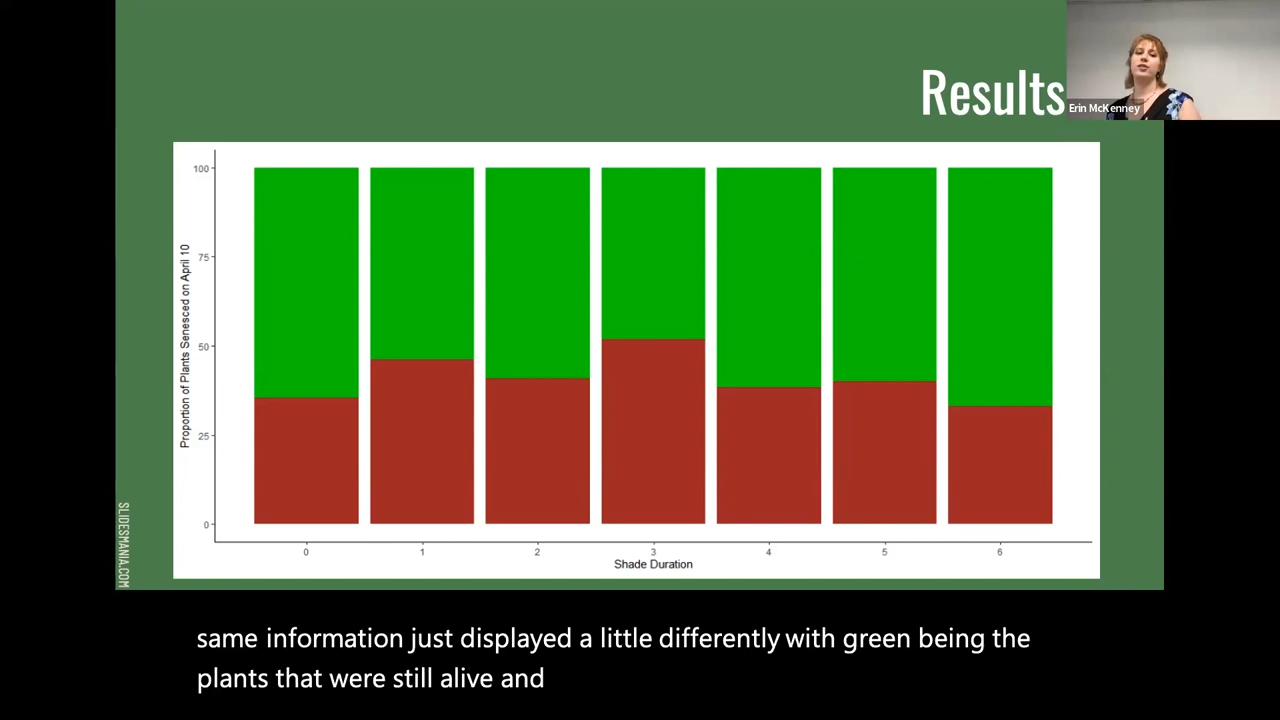 Results
Erin McKenney
Proportion of Plants Senesced on April 10
100
75
50
25
0
0 1 2 3 4 5 6
Shade Duration
SLIDESMANIA.COM
same information just displayed a little differently with green being the
plants that were still alive and